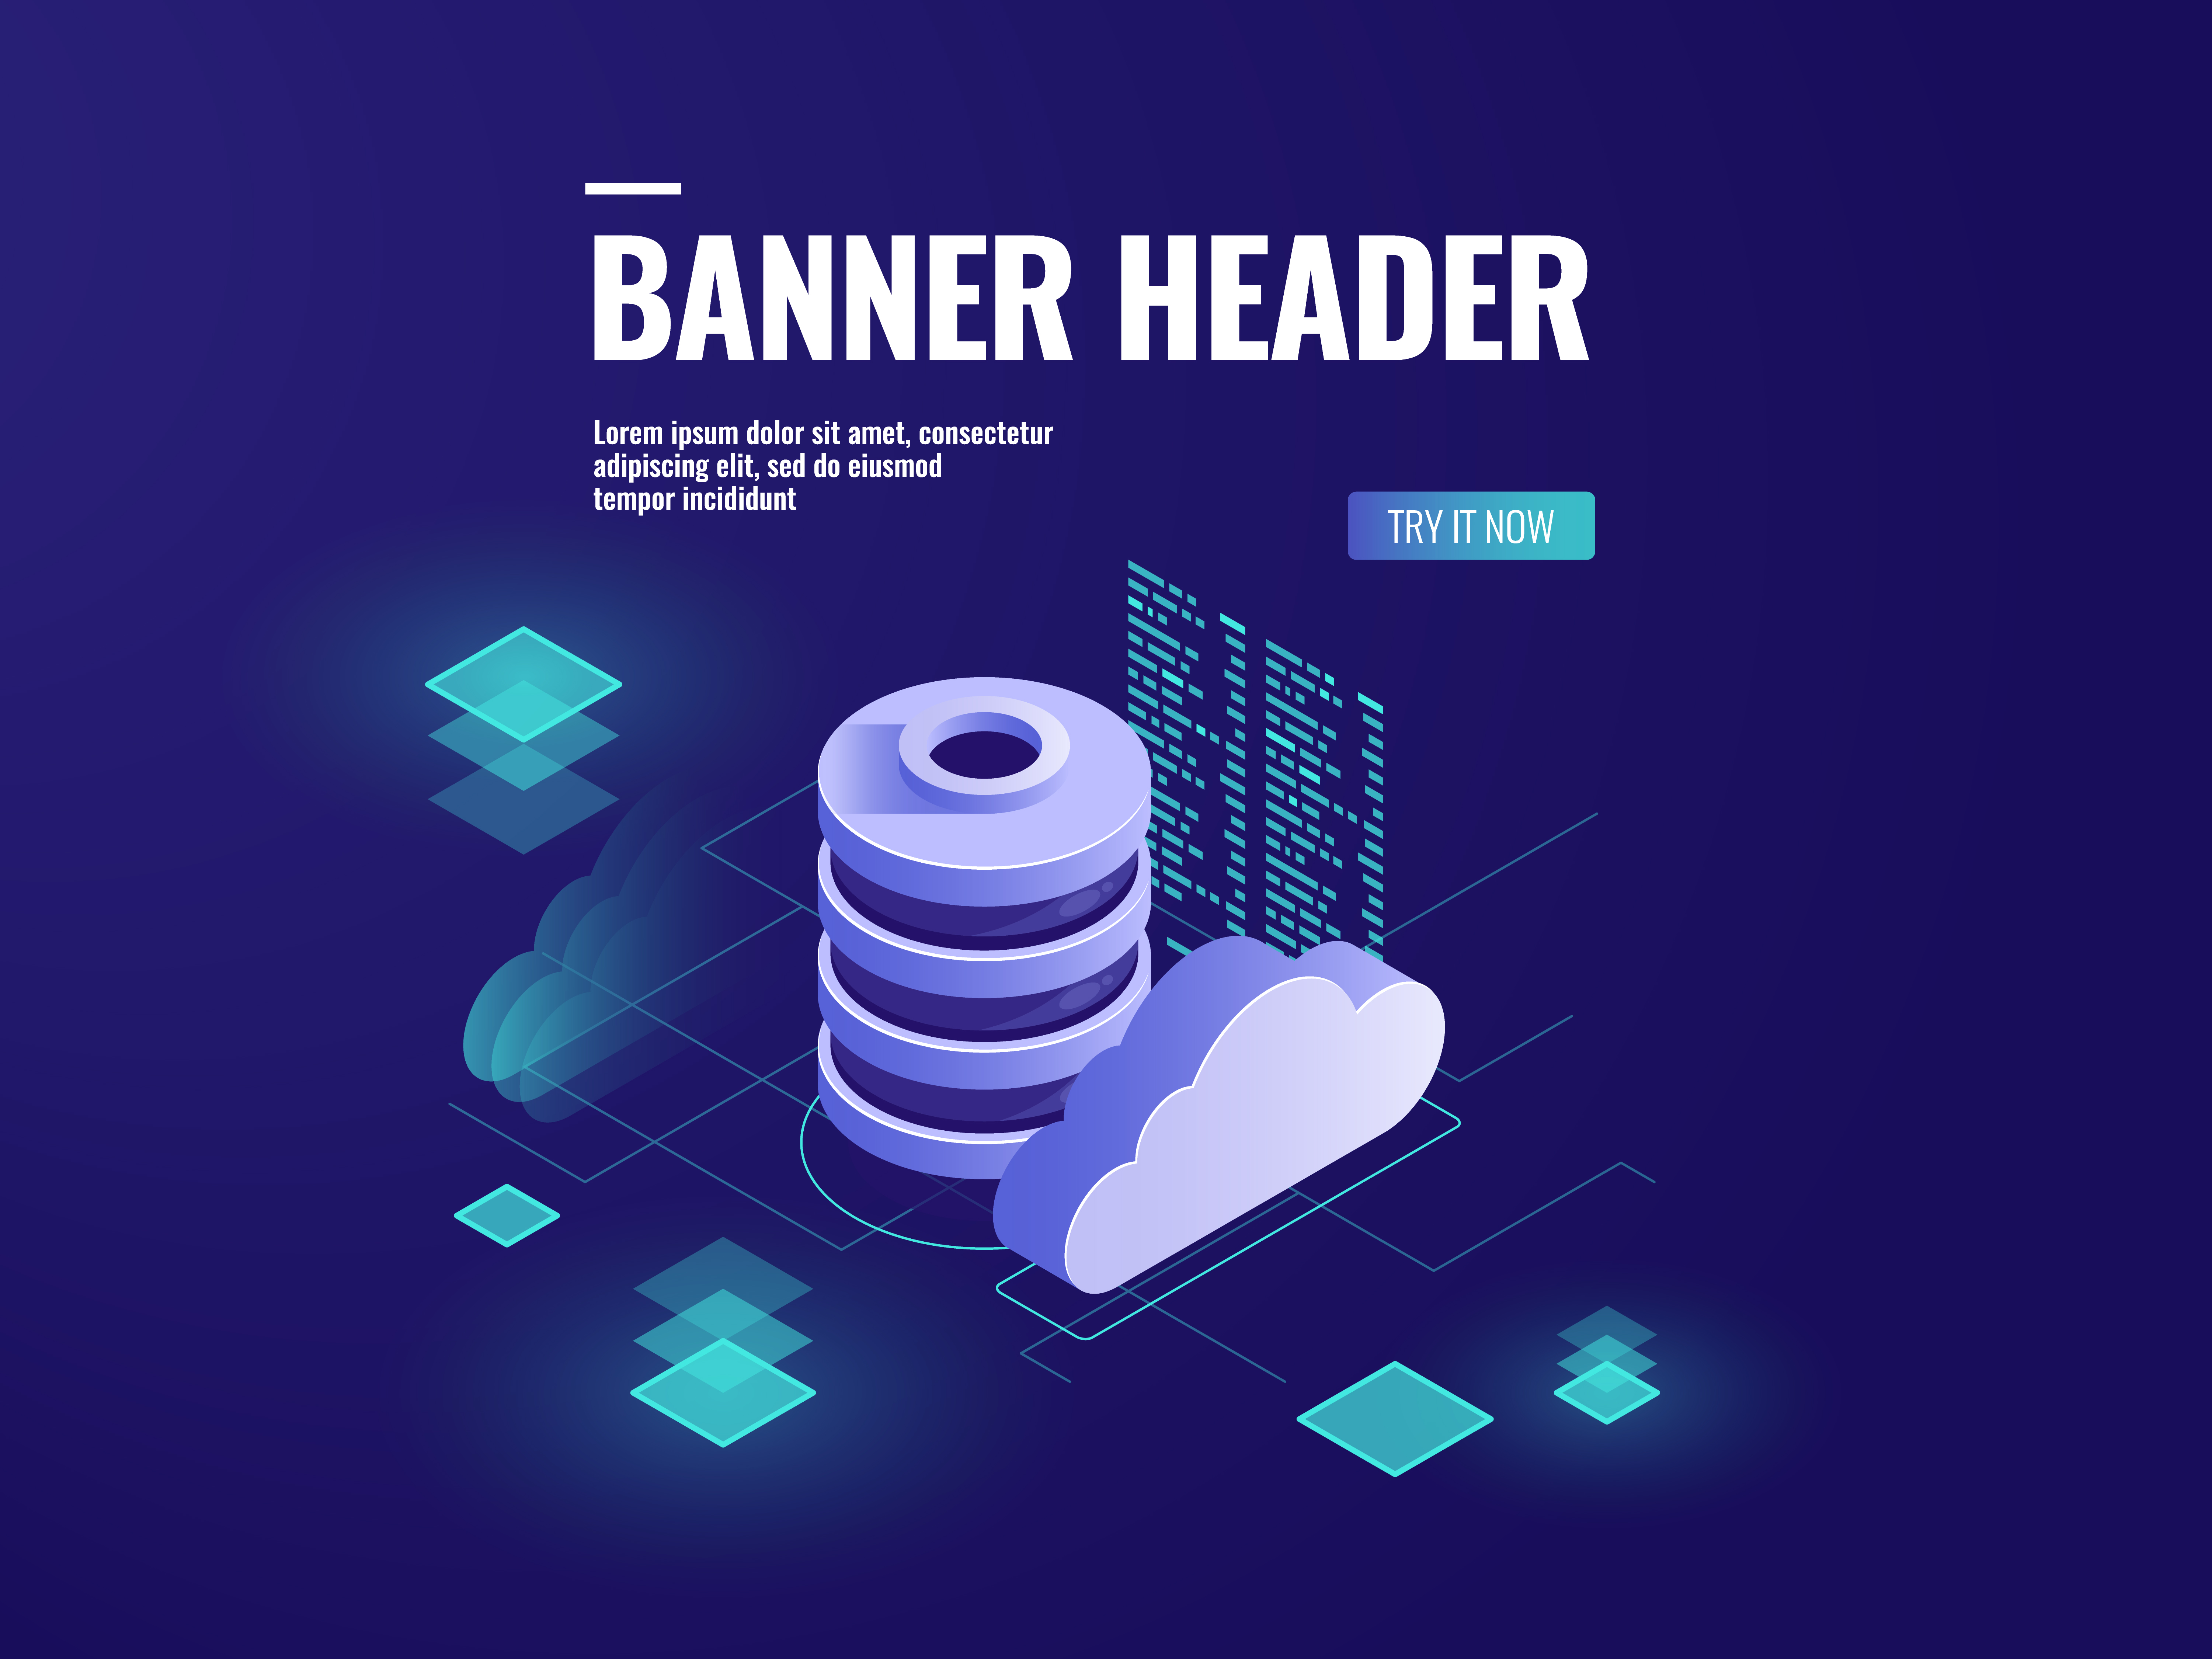 BANNER HEADER
Lorem ipsum dolor sit amet, consectetur
adipiscing elit, sed do eiusmod
tempor incididunt
TRY IT NOW